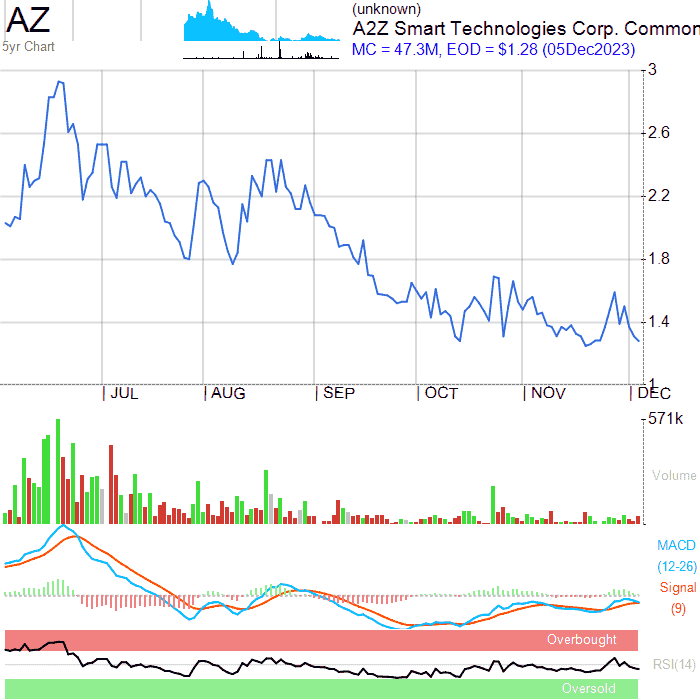 AZ
5yr Chart
(unknown)
A2Z Smart Technologies Corp. Common
MC = 47.3M, EOD = $1.28 (05Dec2023)
3
2.6
2.2
1.8
1.4
1
JUL AUG SEP OCT NOV DEC
571k
Volume
MACD
(12-26)
Signal
(9)
Overbought
RSI(14)
Oversold